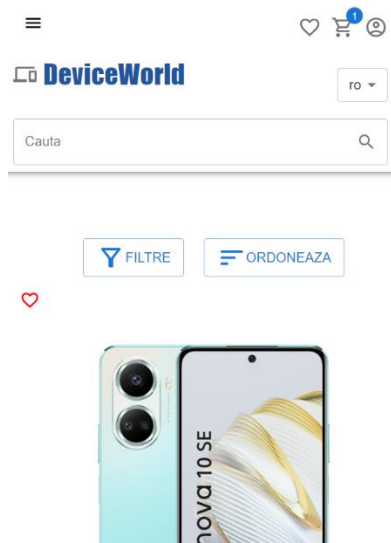 1
DeviceWorld
ro
Cauta
FILTRE
ORDONEAZA
nova 10 SE